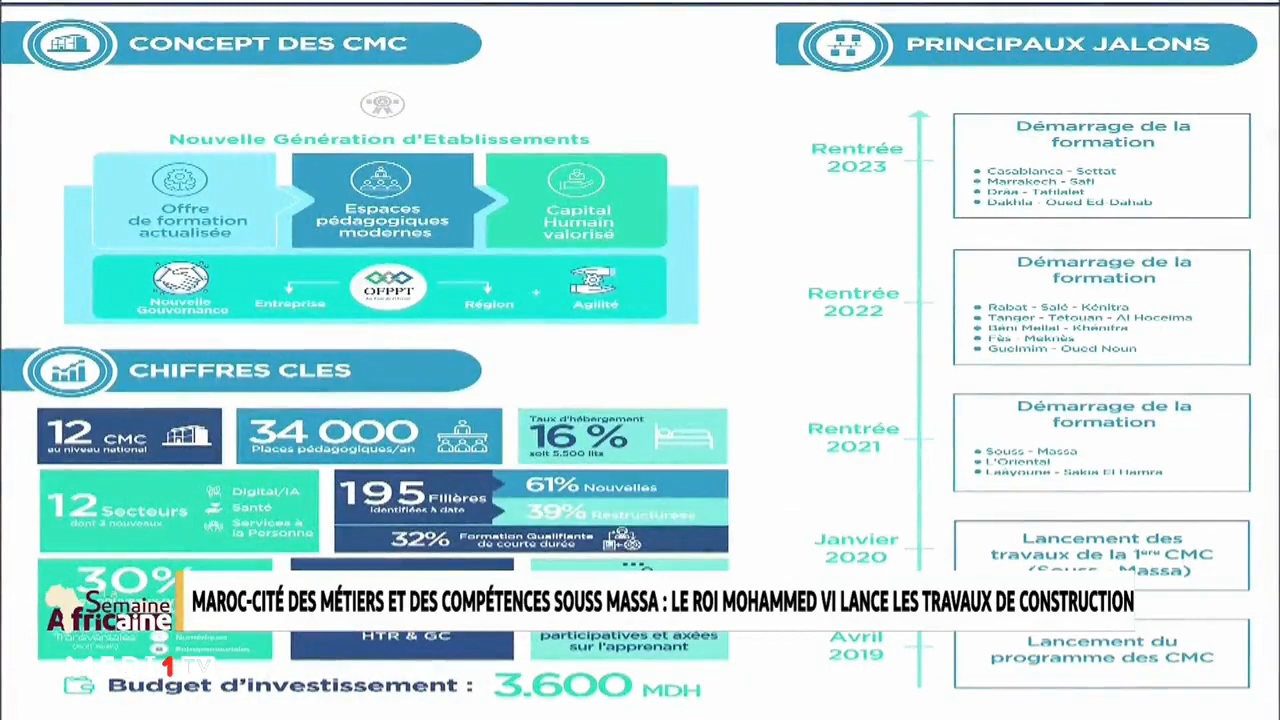 CONCEPT DES CMC
Nouvelle Génération d'Etablissements
Offre
de formation
actualisée
Espaces
pédagogiques
modernes
Capital
Humain
valorisé
Nouvelle
Gouvernance
Entreprise
OFPPT
Région
+
Agilité
CHIFFRES CLES
12 CMC
au niveau national
34 000
Places pédagogiques/an
Taux d'hébergement
16 %
soit 5.500 lits
12 Secteurs
dont 3 nouveaux
Digital/IA
Santé
Services à
la Personne
195 Filières
identifiées à date
61% Nouvelles
39% Restructurées
32% Formation Qualifiante
de courte durée
30%
Transversales
Numériques
Entrepreneuriales
HTR & GC
participatives et axées
sur l'apprenant
Budget d'investissement : 3.600 MDH
PRINCIPAUX JALONS
Rentrée
2023
Démarrage de la
formation
• Casablanca - Settat
• Marrakech - Safi
• Draa - Tafilalet
• Dakhla - Oued Ed-Dahab
Rentrée
2022
Démarrage de la
formation
• Rabat - Salé - Kénitra
• Tanger - Tétouan - Al Hoceima
• Béni Mellal - Khénifra
• Fès - Meknès
• Guelmim - Oued Noun
Rentrée
2021
Démarrage de la
formation
• Souss - Massa
• L'Oriental
• Laâyoune - Sakia El Hamra
Janvier
2020
Lancement des
travaux de la 1ère CMC
(Souss - Massa)
Avril
2019
Lancement du
programme des CMC
Semaine
Africaine
MAROC-CITÉ DES MÉTIERS ET DES COMPÉTENCES SOUSS MASSA : LE ROI MOHAMMED VI LANCE LES TRAVAUX DE CONSTRUCTION
MEDI1TV